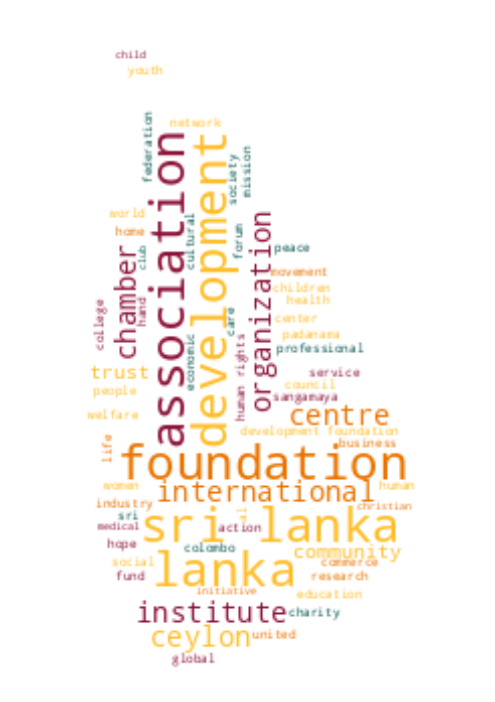 child
youth
network
federation
association
development
society
mission
cultural
world
home
club
forum
organization
peace
chamber
movement
children
health
hand
college
care
center
padanama
economic
human rights
professional
trust
service
people
council
sangamaya
welfare
centre
development foundation
business
life
foundation
women
international
human
industry
christian
sri
al
medical
sri lanka
action
hope
colombo
community
social
lanka
commerce
fund
research
initiative
education
institute
charity
ceylon
united
global